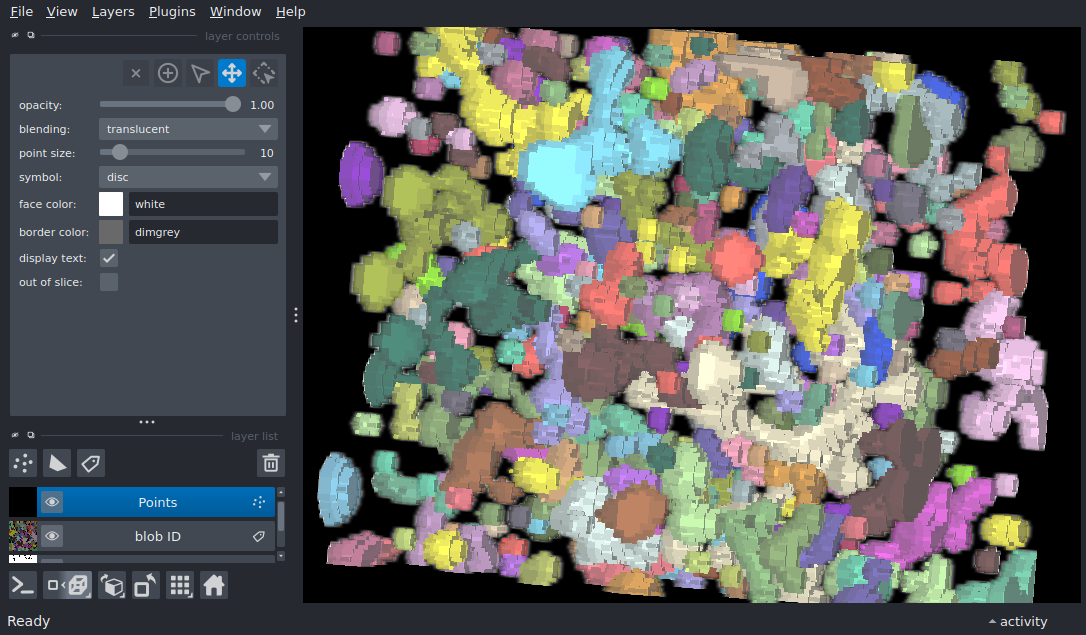 File View Layers Plugins Window Help
layer controls
opacity: 1.00
blending: translucent
point size: 10
symbol: disc
face color: white
border color: dimgrey
display text:
out of slice:
layer list
Points
blob ID
Ready
activity